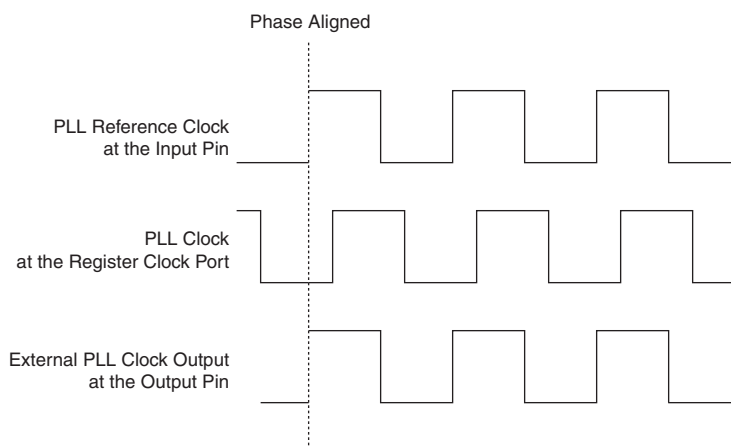 Phase Aligned
PLL Reference Clock
at the Input Pin
PLL Clock
at the Register Clock Port
External PLL Clock Output
at the Output Pin